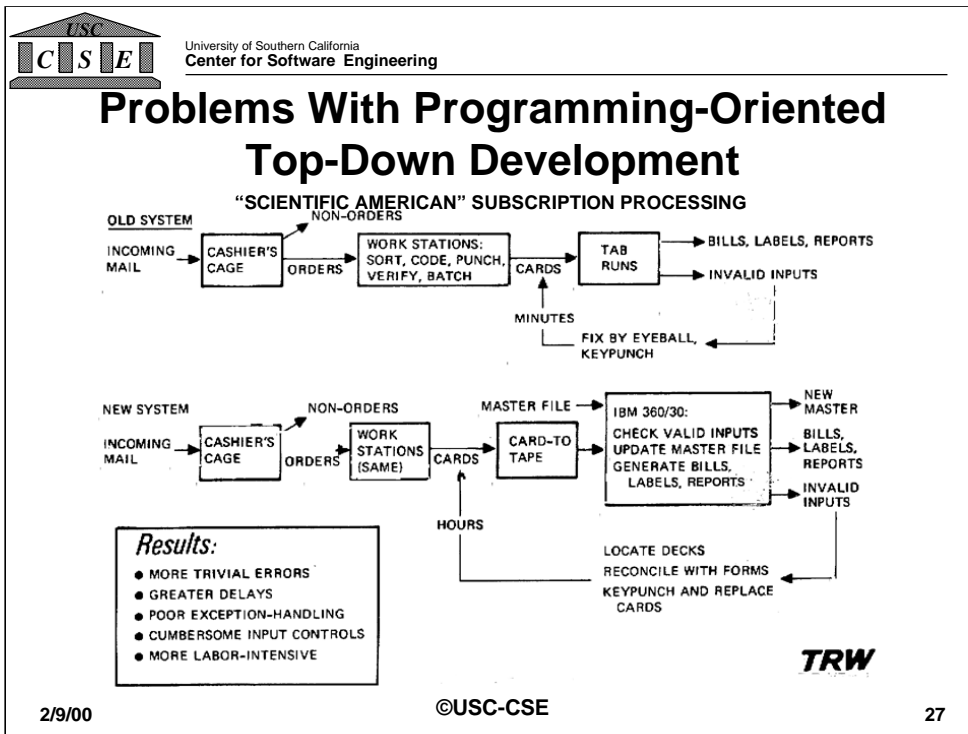 USC
C S E
University of Southern California
Center for Software Engineering
Problems With Programming-Oriented
Top-Down Development
“SCIENTIFIC AMERICAN” SUBSCRIPTION PROCESSING
OLD SYSTEM
NON-ORDERS
INCOMING
MAIL
CASHIER'S
CAGE
ORDERS
WORK STATIONS:
SORT, CODE, PUNCH,
VERIFY, BATCH
CARDS
TAB
RUNS
BILLS, LABELS, REPORTS
INVALID INPUTS
MINUTES
FIX BY EYEBALL,
KEYPUNCH
NEW SYSTEM
NON-ORDERS
INCOMING
MAIL
CASHIER'S
CAGE
ORDERS
WORK
STATIONS
(SAME)
CARDS
MASTER FILE
CARD-TO
TAPE
IBM 360/30:
CHECK VALID INPUTS
UPDATE MASTER FILE
GENERATE BILLS,
LABELS, REPORTS
NEW
MASTER
BILLS,
LABELS,
REPORTS
INVALID
INPUTS
HOURS
LOCATE DECKS
RECONCILE WITH FORMS
KEYPUNCH AND REPLACE
CARDS
Results:
● MORE TRIVIAL ERRORS
● GREATER DELAYS
● POOR EXCEPTION-HANDLING
● CUMBERSOME INPUT CONTROLS
● MORE LABOR-INTENSIVE
TRW
2/9/00
©USC-CSE
27